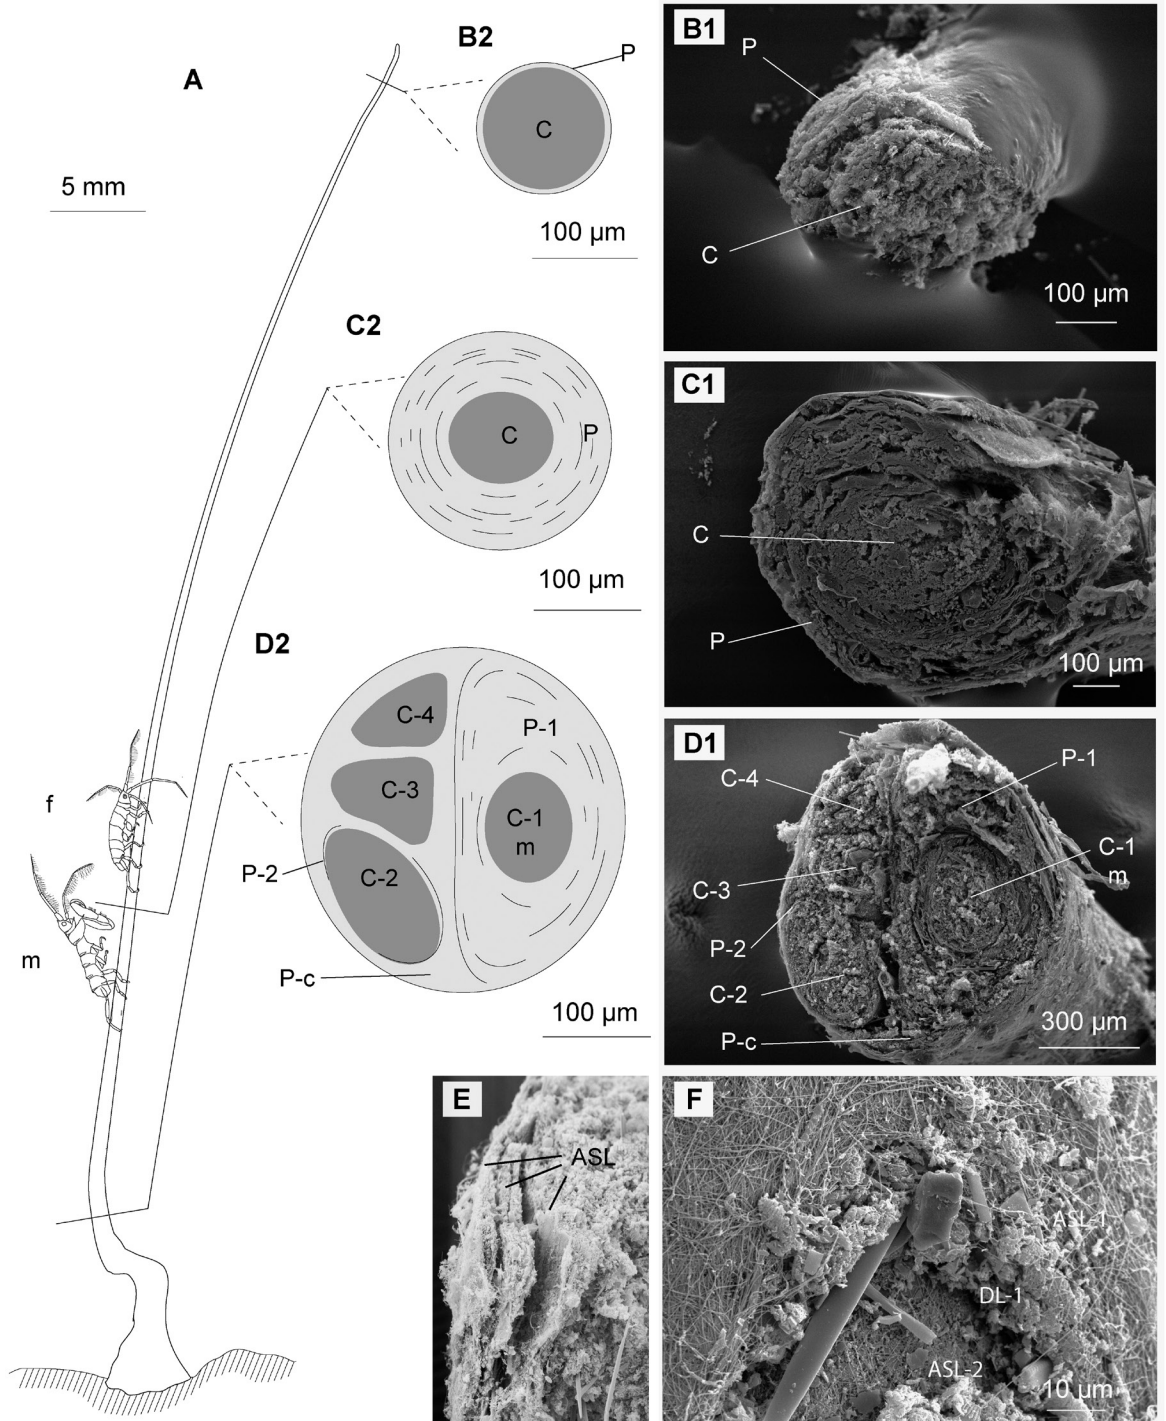 A
5 mm
f
m
B2
P
C
100 µm
C2
C
P
100 µm
D2
C-4
C-3
C-2
P-1
C-1
m
P-2
P-c
100 µm
B1
P
C
100 µm
C1
C
P
100 µm
D1
C-4
C-3
P-2
C-2
P-c
P-1
C-1
m
300 µm
E
ASL
F
ASL-1
DL-1
ASL-2
10 µm